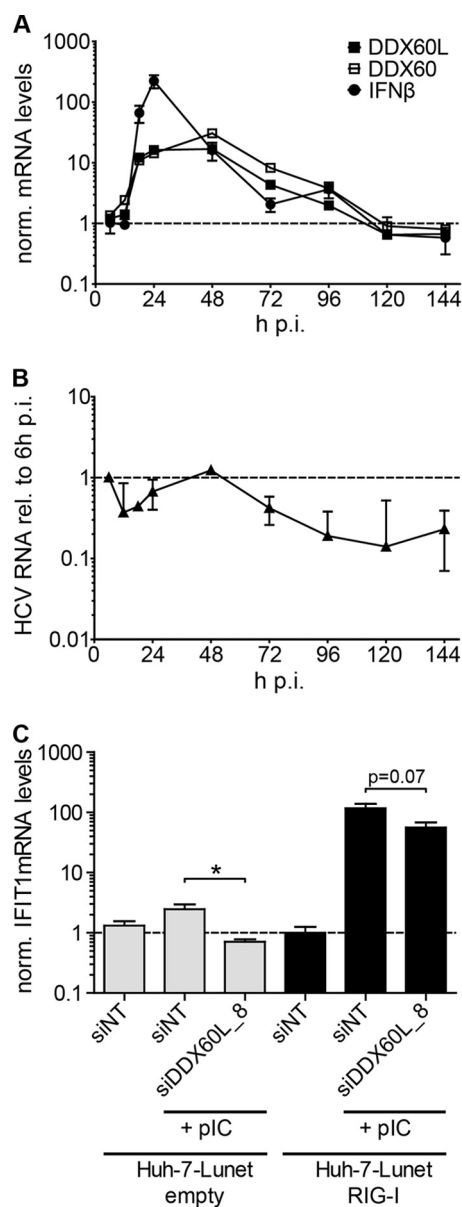 A
norm. mRNA levels
1000
100
10
1
0.1
DDX60L
DDX60
IFNβ
0 24 48 72 96 120 144
h p.i.
B
HCV RNA rel. to 6h p.i.
10
1
0.1
0.01
0 24 48 72 96 120 144
h p.i.
C
norm. IFIT1mRNA levels
1000
100
10
1
0.1
*
p=0.07
siNT siNT siDDX60L_8 siNT siNT siDDX60L_8
+ pIC + pIC
Huh-7-Lunet Huh-7-Lunet
empty RIG-I